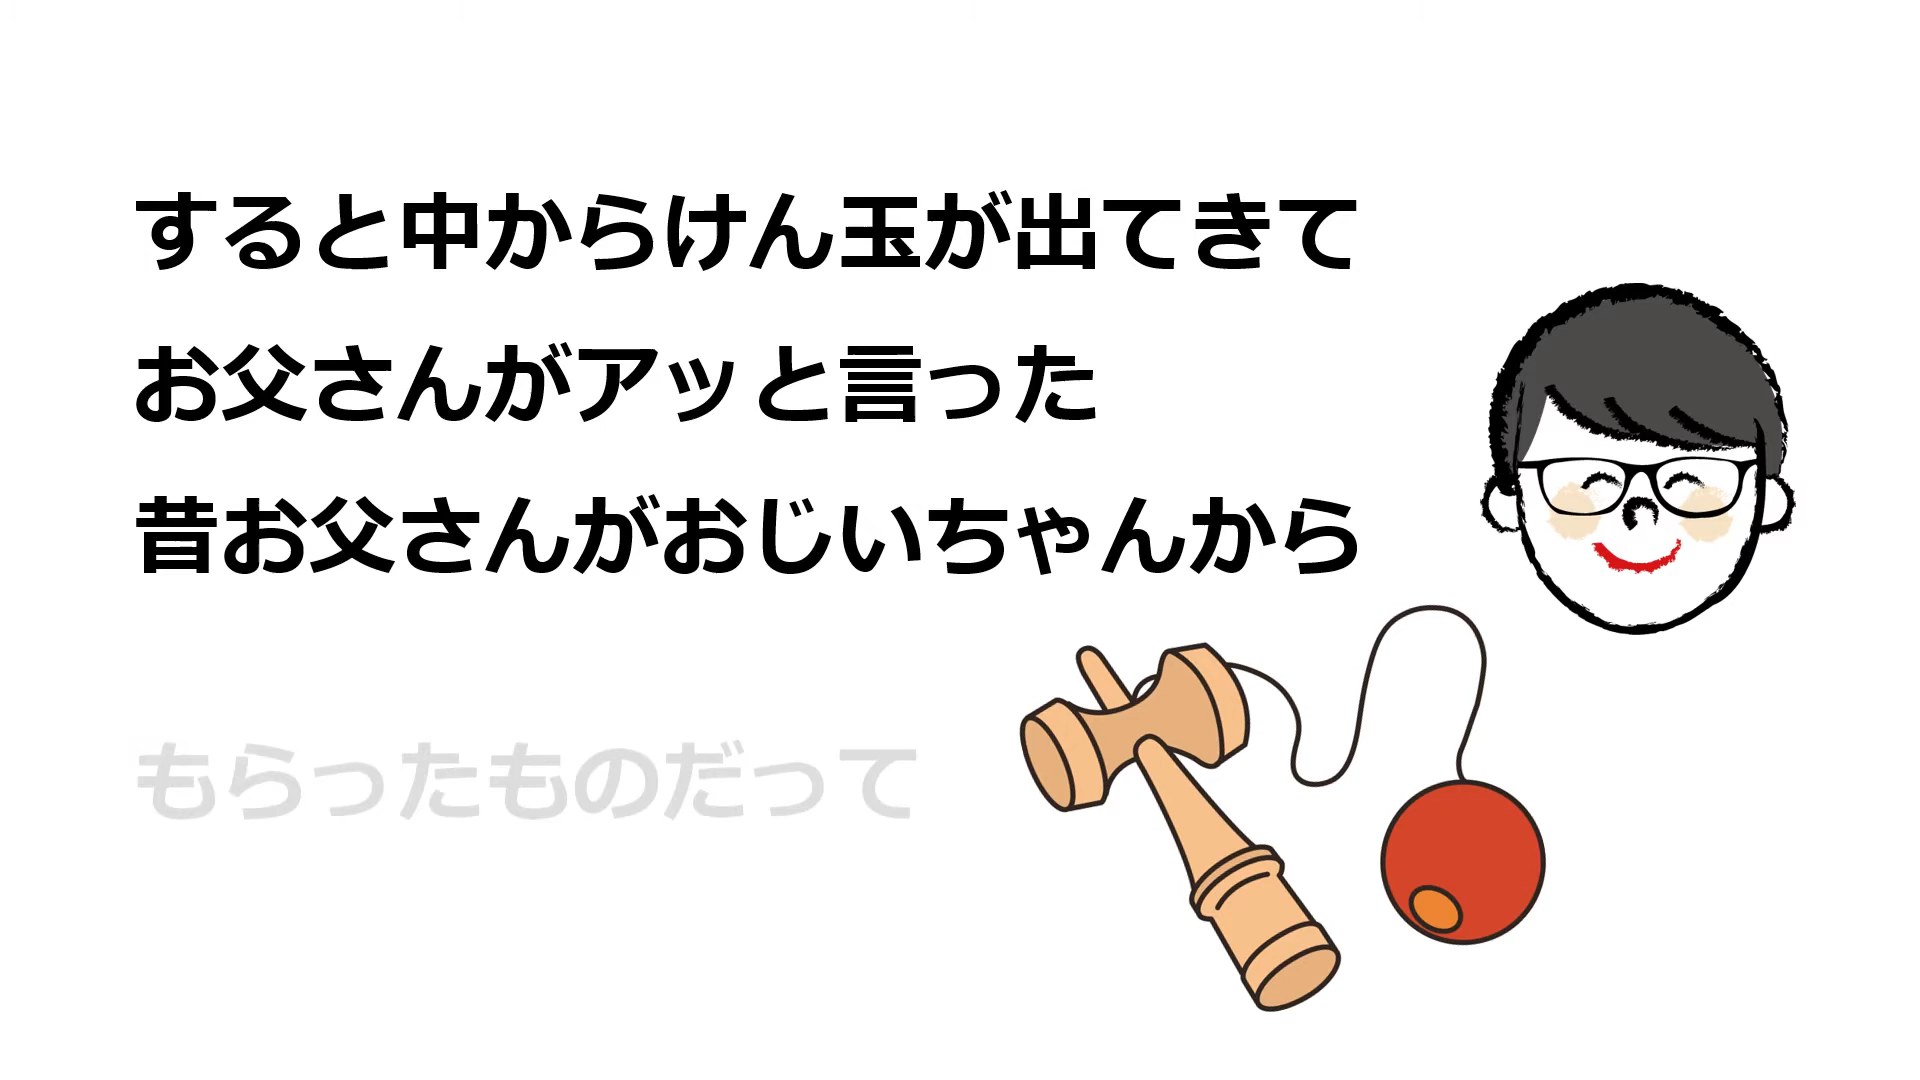 すると中からけん玉が出てきて
お父さんがアッと言った
昔お父さんがおじいちゃんから
もらったものだって